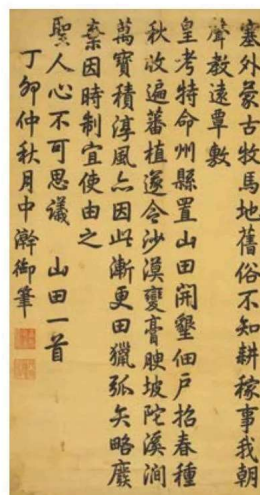 塞外蒙古牧馬地舊俗不知耕稼事我朝
聲教遠覃敷
皇考特命州縣置山田開墾佃戶招春種
秋收遍蕃植遂令沙漠變膏腴坡陀溪澗
萬寶積淳風亦因此漸更田獵弧矢略廢
棄因時制宜使由之
聖人心不可思議 山田一首
丁卯仲秋月中澣御筆